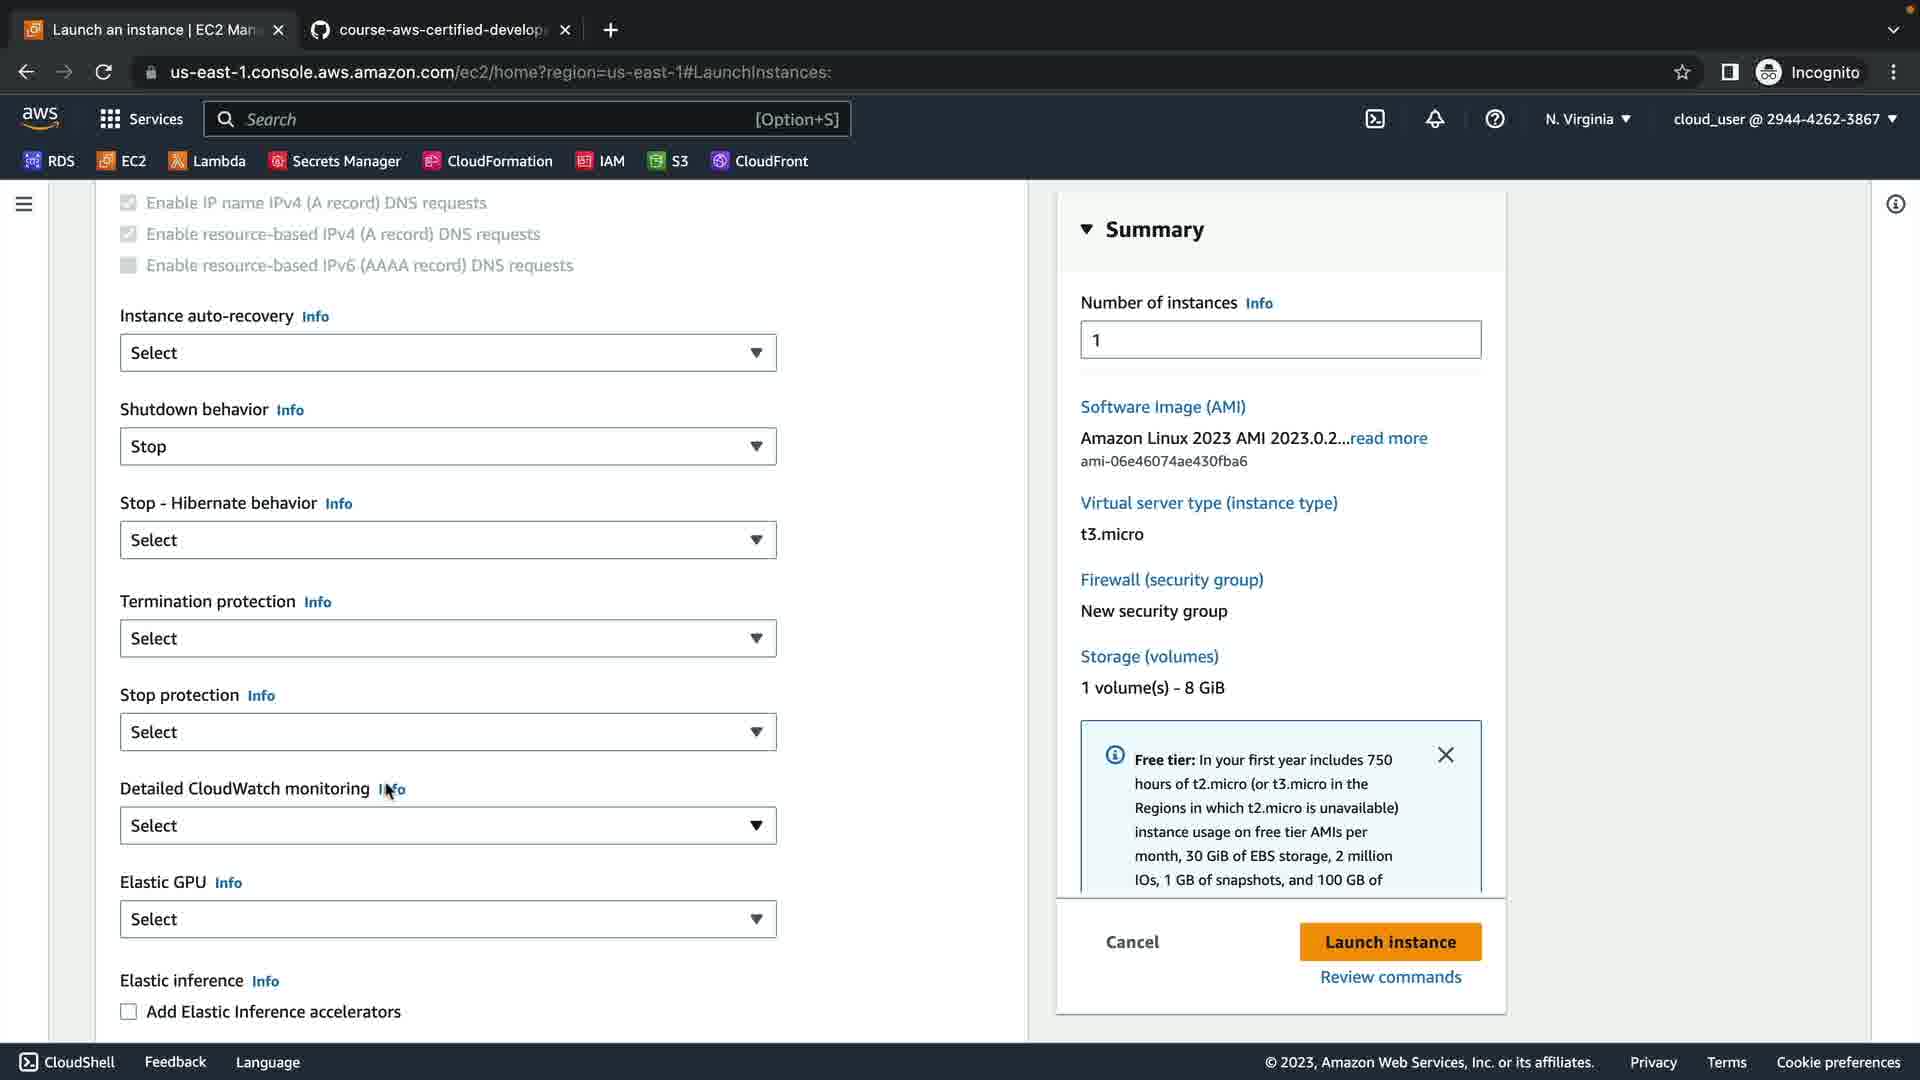 Launch an instance | EC2 Man
course-aws-certified-develop
us-east-1.console.aws.amazon.com/ec2/home?region=us-east-1#LaunchInstances:
Incognito
aws
Services
Search
[Option+S]
N. Virginia
cloud_user @ 2944-4262-3867
RDS
EC2
Lambda
Secrets Manager
CloudFormation
IAM
S3
CloudFront
Enable IP name IPv4 (A record) DNS requests
Enable resource-based IPv4 (A record) DNS requests
Enable resource-based IPv6 (AAAA record) DNS requests
Instance auto-recovery Info
Select
Shutdown behavior Info
Stop
Stop - Hibernate behavior Info
Select
Termination protection Info
Select
Stop protection Info
Select
Detailed CloudWatch monitoring Info
Select
Elastic GPU Info
Select
Elastic inference Info
Add Elastic Inference accelerators
Summary
Number of instances Info
1
Software Image (AMI)
Amazon Linux 2023 AMI 2023.0.2...read more
ami-06e46074ae430fba6
Virtual server type (instance type)
t3.micro
Firewall (security group)
New security group
Storage (volumes)
1 volume(s) - 8 GiB
Free tier: In your first year includes 750
hours of t2.micro (or t3.micro in the
Regions in which t2.micro is unavailable)
instance usage on free tier AMIs per
month, 30 GiB of EBS storage, 2 million
IOs, 1 GB of snapshots, and 100 GB of
Cancel
Launch instance
Review commands
CloudShell
Feedback
Language
© 2023, Amazon Web Services, Inc. or its affiliates.
Privacy
Terms
Cookie preferences